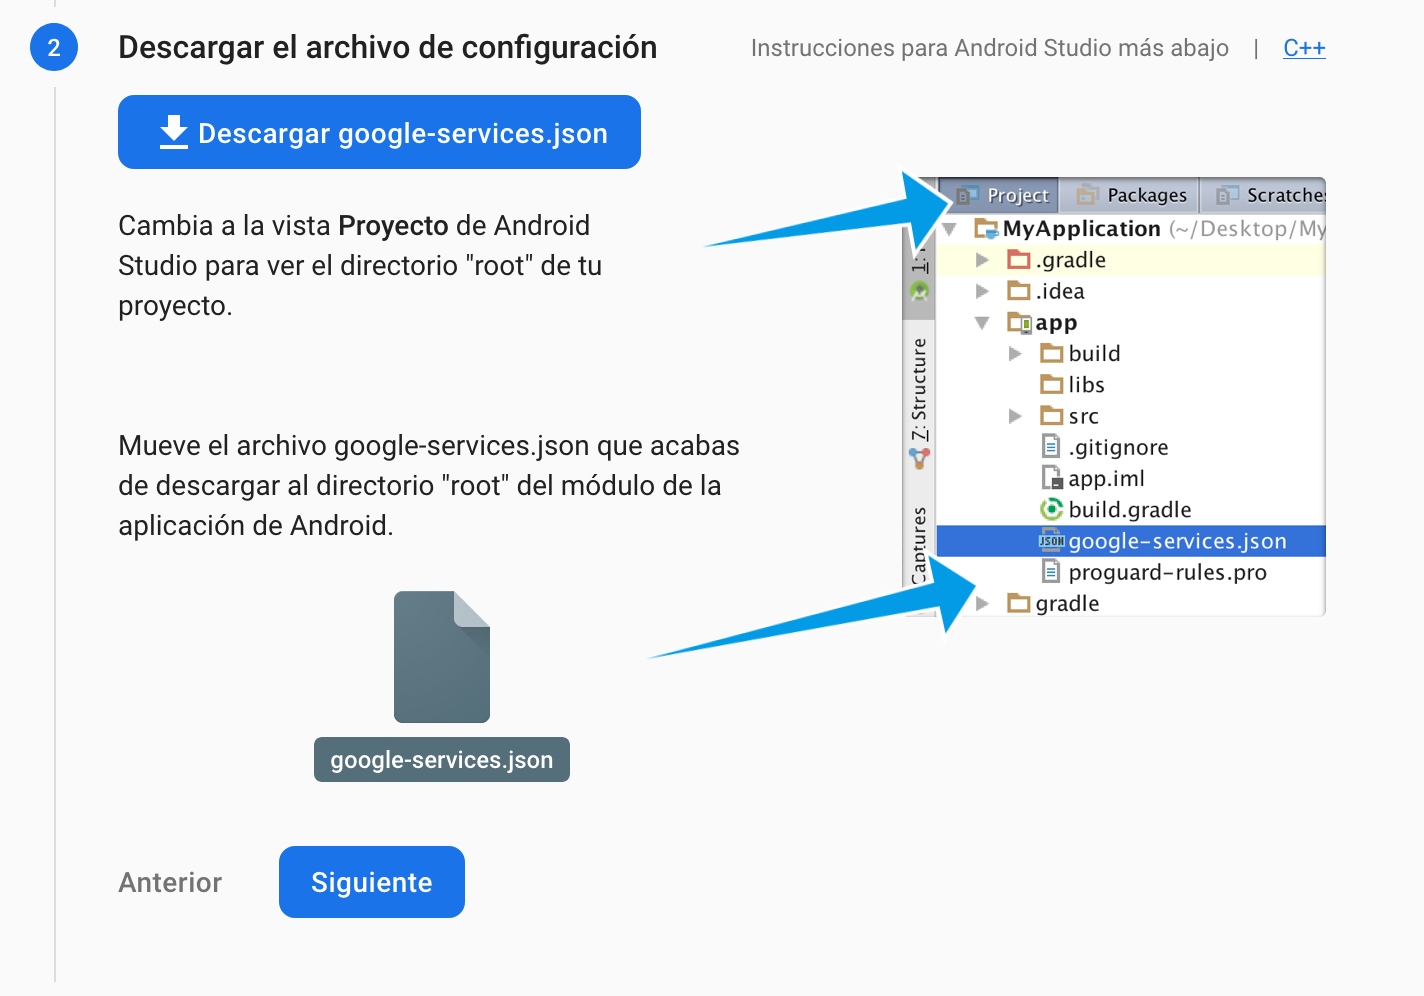 2
Descargar el archivo de configuración
Instrucciones para Android Studio más abajo | C++
Descargar google-services.json
Cambia a la vista Proyecto de Android
Studio para ver el directorio "root" de tu
proyecto.
Mueve el archivo google-services.json que acabas
de descargar al directorio "root" del módulo de la
aplicación de Android.
google-services.json
Project Packages Scratches
MyApplication (~/Desktop/My
.gradle
.idea
app
build
libs
src
.gitignore
app.iml
build.gradle
JSON google-services.json
proguard-rules.pro
gradle
1:
Z: Structure
Captures
Anterior
Siguiente